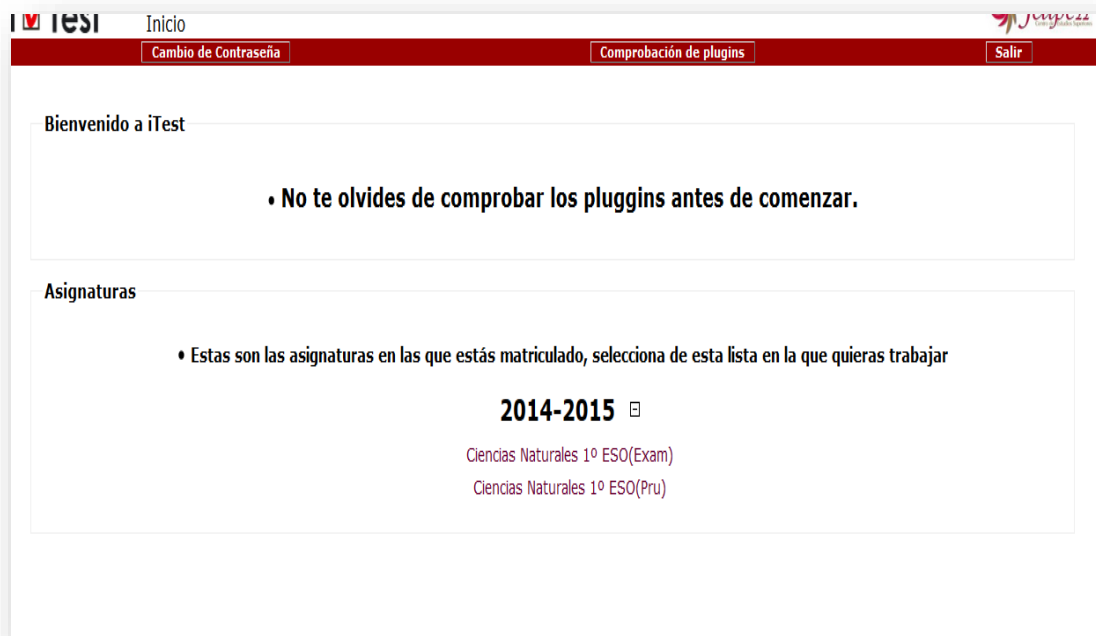 iTest
Inicio
Cambio de Contraseña
Comprobación de plugins
Salir
Bienvenido a iTest
• No te olvides de comprobar los pluggins antes de comenzar.
Asignaturas
• Estas son las asignaturas en las que estás matriculado, selecciona de esta lista en la que quieras trabajar
2014-2015
Ciencias Naturales 1º ESO(Exam)
Ciencias Naturales 1º ESO(Pru)